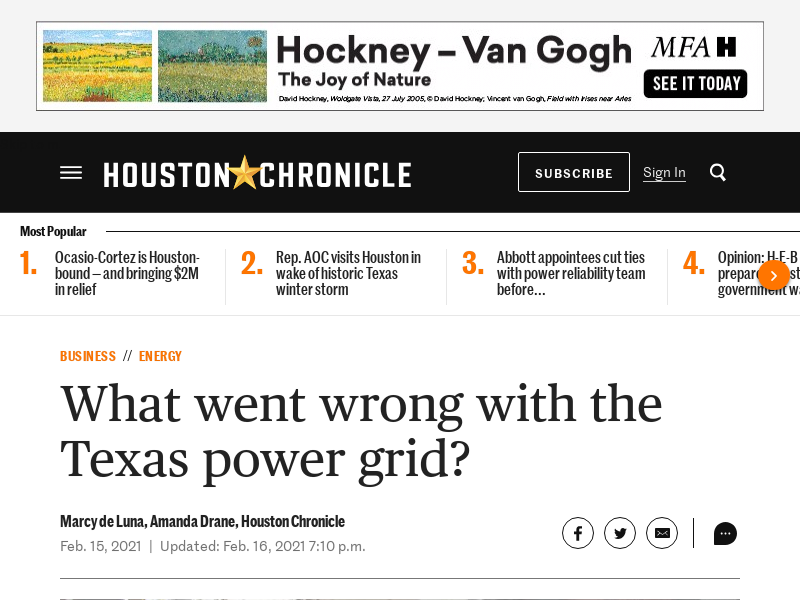 Hockney – Van Gogh
The Joy of Nature
David Hockney, Woldgate Vista, 27 July 2005, © David Hockney; Vincent van Gogh, Field with Irises near Arles
MFA H
SEE IT TODAY
HOUSTON CHRONICLE
SUBSCRIBE
Sign In
Most Popular
1.
Ocasio-Cortez is Houston-
bound – and bringing $2M
in relief
2.
Rep. AOC visits Houston in
wake of historic Texas
winter storm
3.
Abbott appointees cut ties
with power reliability team
before...
4.
Opinion: H-E-B
BUSINESS // ENERGY
What went wrong with the
Texas power grid?
Marcy de Luna, Amanda Drane, Houston Chronicle
Feb. 15, 2021 | Updated: Feb. 16, 2021 7:10 p.m.